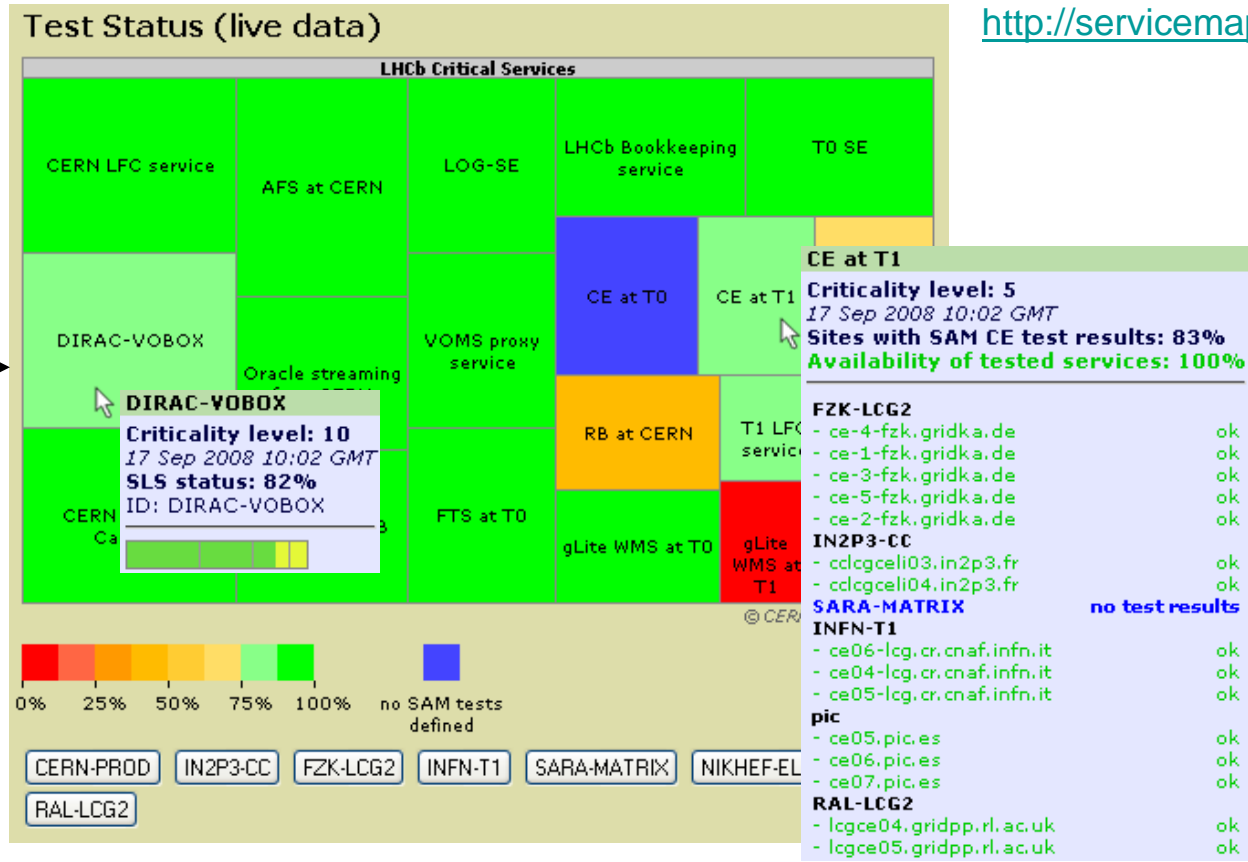 Test Status (live data)
http://servicemap
LHCb Critical Services
CERN LFC service
AFS at CERN
LOG-SE
LHCb Bookkeeping
service
T0 SE
DIRAC-VOBOX
Oracle streaming
VOMS proxy
service
CE at T0
CE at T1
RB at CERN
T1 LFC
service
CERN
Ca
B
FTS at T0
gLite WMS at T0
gLite
WMS at
T1
© CER
DIRAC-VOBOX
Criticality level: 10
17 Sep 2008 10:02 GMT
SLS status: 82%
ID: DIRAC-VOBOX
CE at T1
Criticality level: 5
17 Sep 2008 10:02 GMT
Sites with SAM CE test results: 83%
Availability of tested services: 100%
FZK-LCG2
- ce-4-fzk.gridka.de ok
- ce-1-fzk.gridka.de ok
- ce-3-fzk.gridka.de ok
- ce-5-fzk.gridka.de ok
- ce-2-fzk.gridka.de ok
IN2P3-CC
- cclcgceli03.in2p3.fr ok
- cclcgceli04.in2p3.fr ok
SARA-MATRIX no test results
INFN-T1
- ce06-lcg.cr.cnaf.infn.it ok
- ce04-lcg.cr.cnaf.infn.it ok
- ce05-lcg.cr.cnaf.infn.it ok
pic
- ce05.pic.es ok
- ce06.pic.es ok
- ce07.pic.es ok
RAL-LCG2
- lcgce04.gridpp.rl.ac.uk ok
- lcgce05.gridpp.rl.ac.uk ok
0% 25% 50% 75% 100%
no SAM tests
defined
CERN-PROD IN2P3-CC FZK-LCG2 INFN-T1 SARA-MATRIX NIKHEF-EL
RAL-LCG2